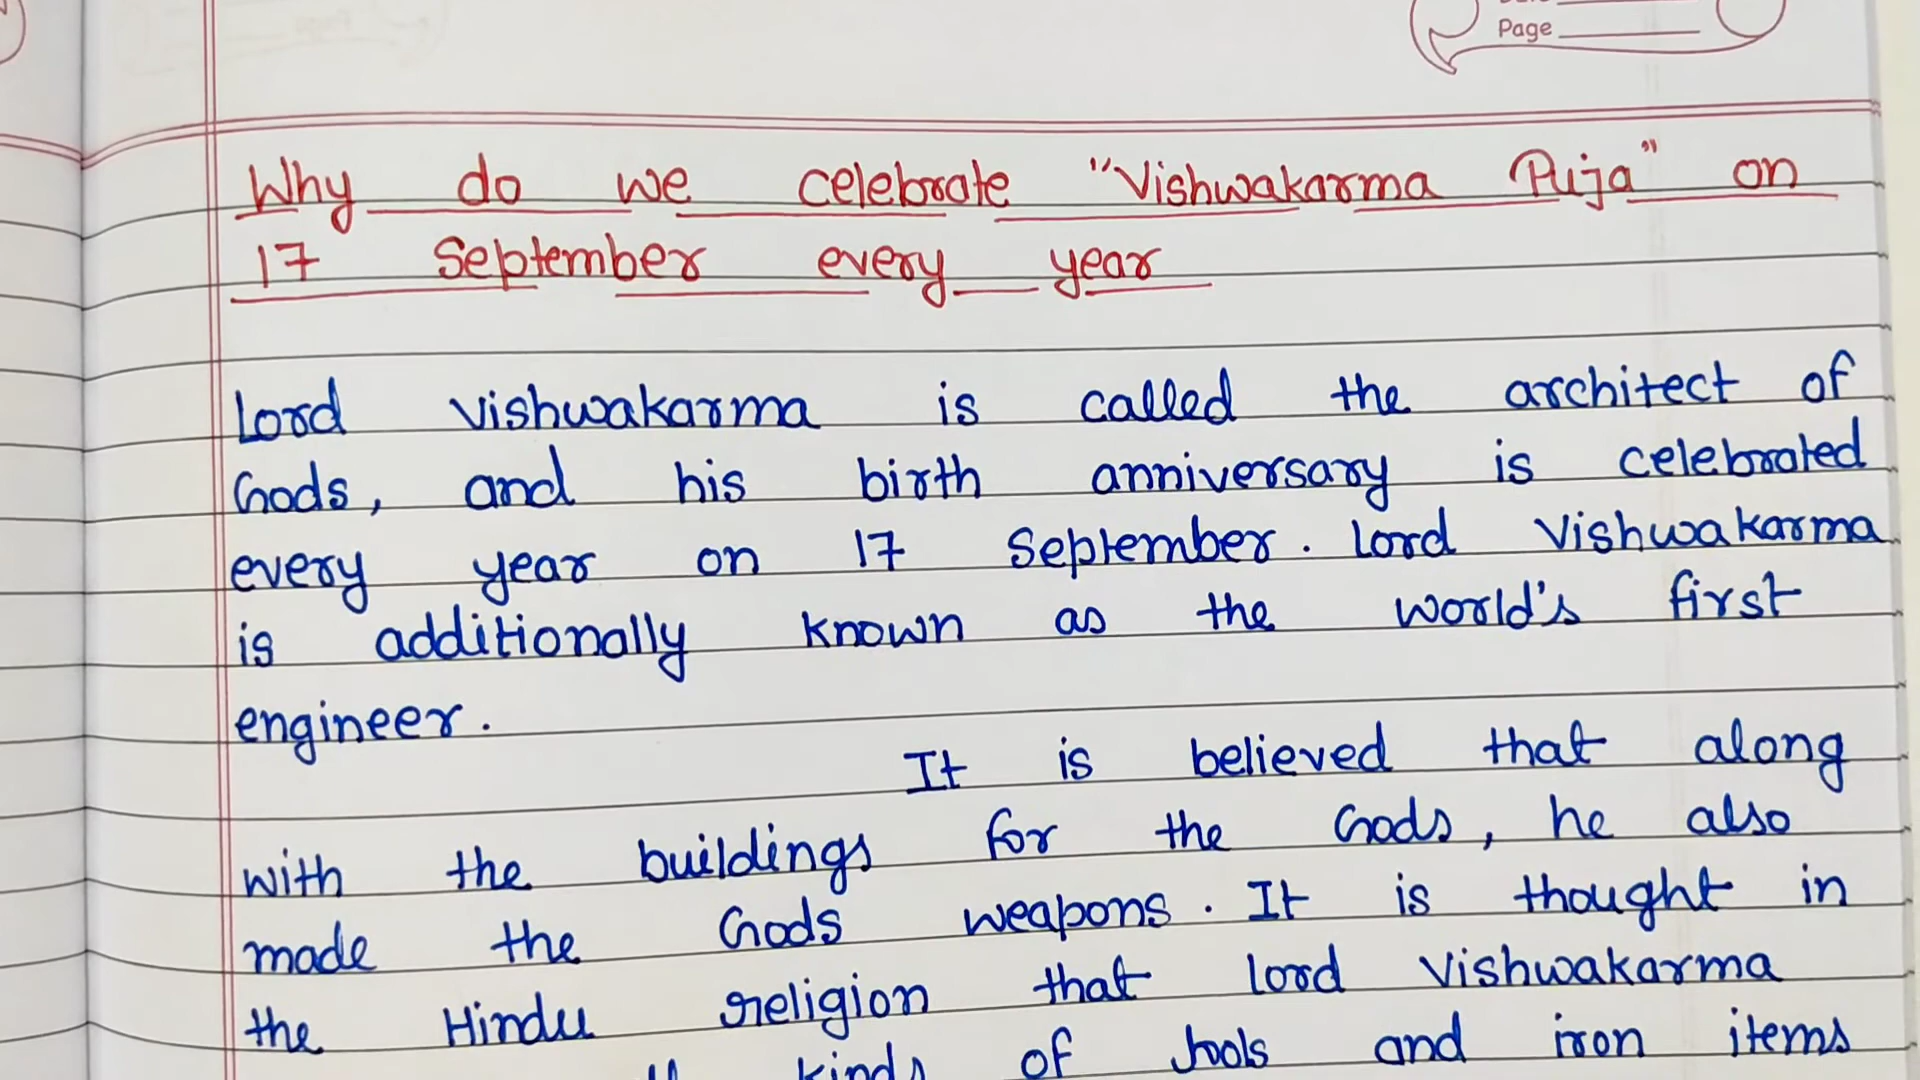 Page
Why do we celebrate "Vishwakarma Puja" on
17 September every year
Lord Vishwakarma is called the architect of
Gods, and his birth anniversary is celebrated
every year on 17 September. Lord Vishwakarma
is additionally known as the world's first
engineer.
It is believed that along
with the buildings for the Gods, he also
made the Gods weapons. It is thought in
the Hindu religion that lord Vishwakarma
kinds of tools and iron items